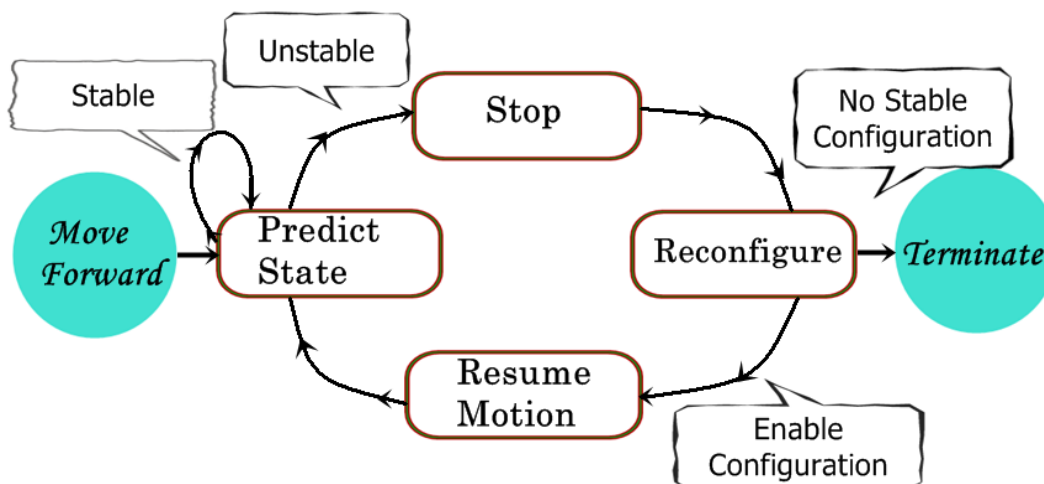 Unstable
Stable
Stop
No Stable
Configuration
Move
Forward
Predict
State
Reconfigure
Terminate
Resume
Motion
Enable
Configuration